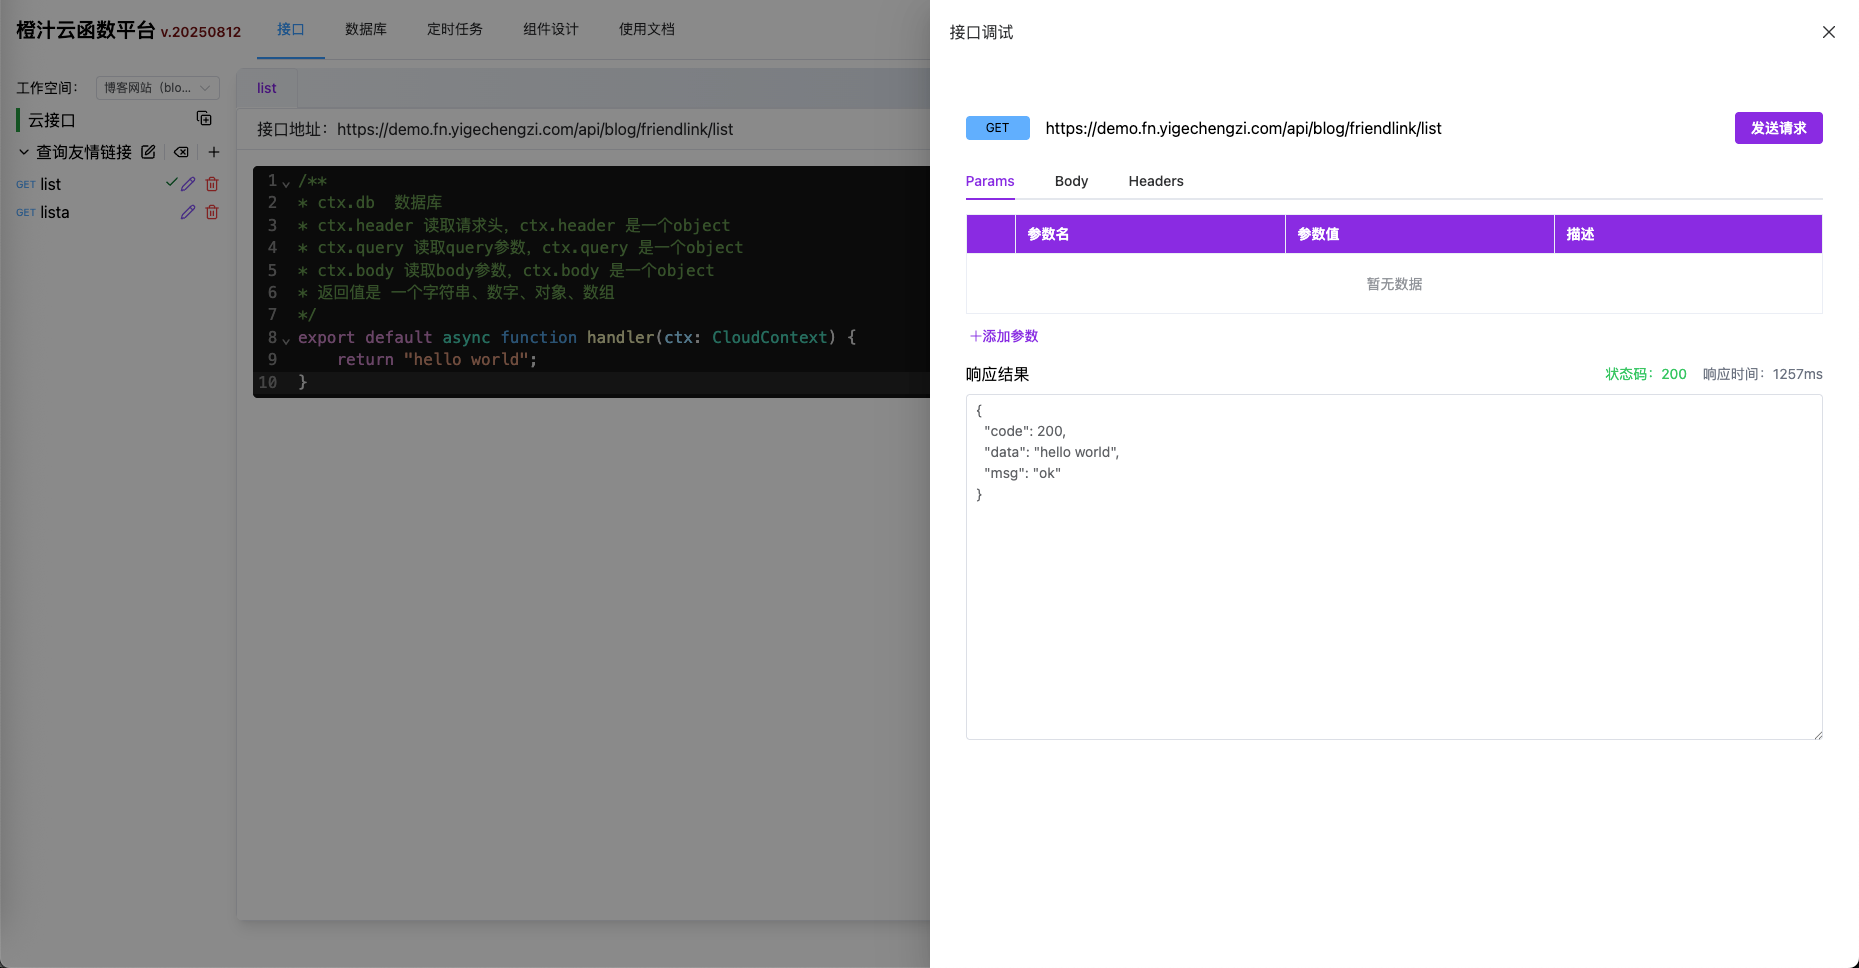 橙汁云函数平台 v.20250812
接口 数据库 定时任务 组件设计 使用文档
工作空间： 博客网站（blo...
云接口
查询友情链接
GET list
GET lista
list
接口地址：https://demo.fn.yigechengzi.com/api/blog/friendlink/list
1 /**
2 * ctx.db 数据库
3 * ctx.header 读取请求头，ctx.header 是一个object
4 * ctx.query 读取query参数，ctx.query 是一个object
5 * ctx.body 读取body参数，ctx.body 是一个object
6 * 返回值是 一个字符串、数字、对象、数组
7 */
8 export default async function handler(ctx: CloudContext) {
9 return "hello world";
10 }
接口调试
GET https://demo.fn.yigechengzi.com/api/blog/friendlink/list 发送请求
Params Body Headers
参数名 参数值 描述
暂无数据
+添加参数
响应结果 状态码：200 响应时间：1257ms
{
"code": 200,
"data": "hello world",
"msg": "ok"
}